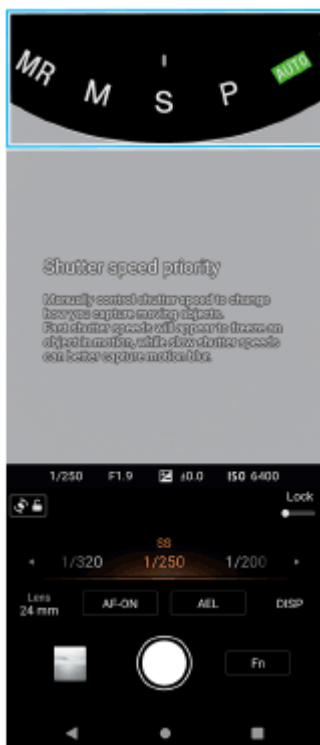 MR M S P AUTO
Shutter speed priority
Manually control shutter speed to change
how you capture moving objects.
Fast shutter speeds will appear to freeze an
object in motion, while slow shutter speeds
can better capture motion blur.
1/250 F1.9 ±0.0 ISO 6400
Lock
SS
1/320 1/250 1/200
Lens
24 mm
AF-ON AEL DISP
Fn